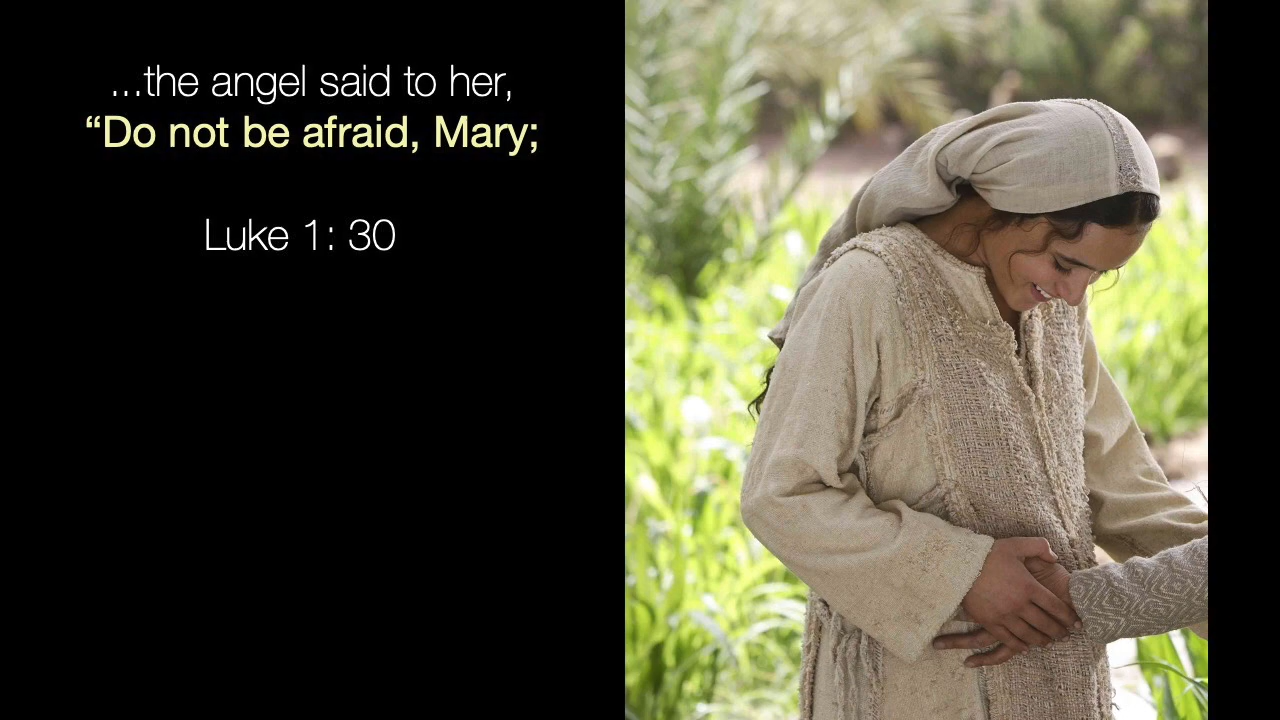 ...the angel said to her,
“Do not be afraid, Mary;
Luke 1: 30